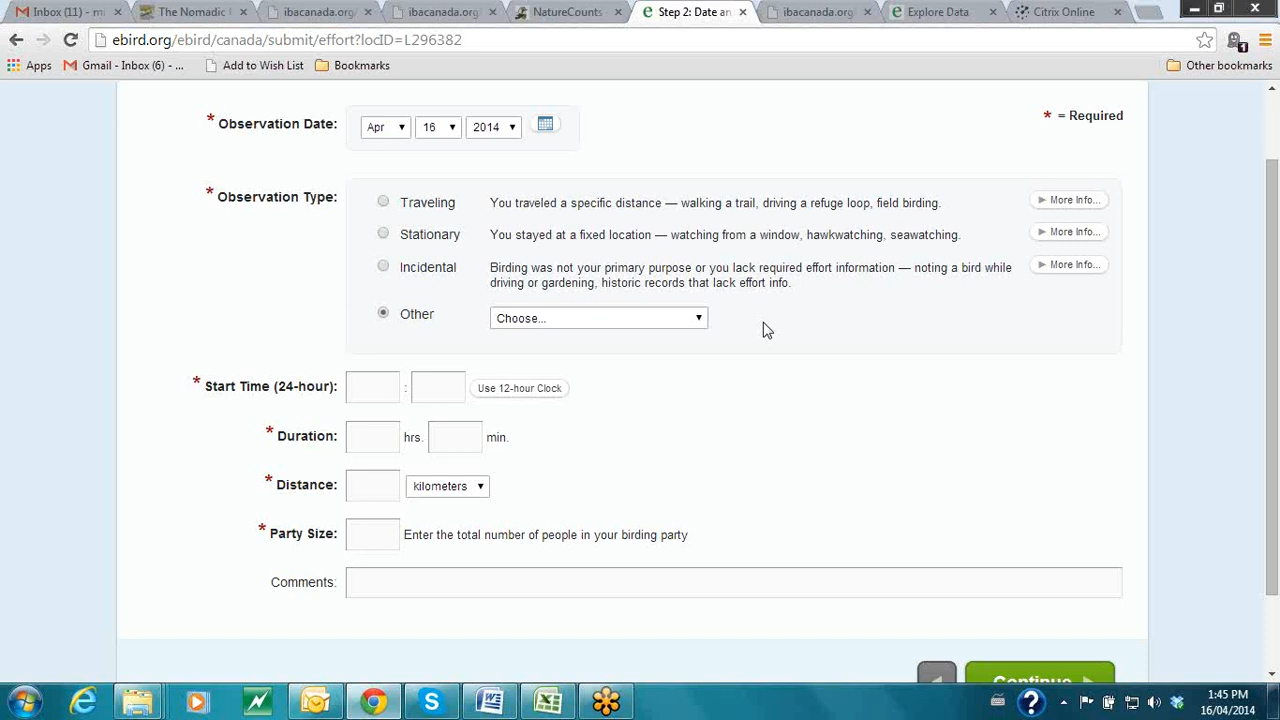 Inbox (11) - m
The Nomadic
ibacanada.org
ibacanada.org
NatureCounts
Step 2: Date an
ibacanada.org
Explore Data
Citrix Online
ebird.org/ebird/canada/submit/effort?locID=L296382
1
Apps
Gmail - Inbox (6) - ...
Add to Wish List
Bookmarks
Other bookmarks
* Observation Date:
Apr
16
2014
* = Required
* Observation Type:
Traveling
You traveled a specific distance — walking a trail, driving a refuge loop, field birding.
More Info...
Stationary
You stayed at a fixed location — watching from a window, hawkwatching, seawatching.
More Info...
Incidental
Birding was not your primary purpose or you lack required effort information — noting a bird while
driving or gardening, historic records that lack effort info.
More Info...
Other
Choose...
* Start Time (24-hour):
:
Use 12-hour Clock
* Duration:
hrs.
min.
* Distance:
kilometers
* Party Size:
Enter the total number of people in your birding party
Comments:
Continue
1:45 PM
16/04/2014